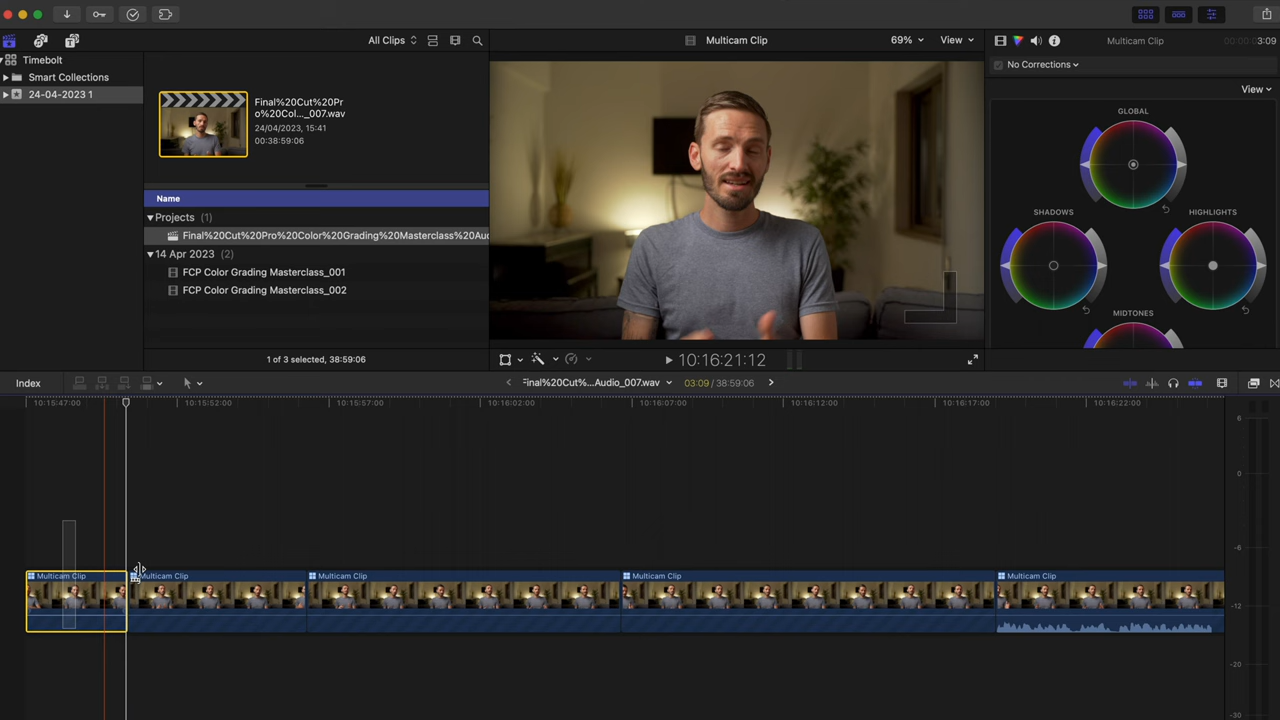 All Clips
69%
View
Multicam Clip
Multicam Clip
3:09
Timebolt
Smart Collections
24-04-2023 1
Final%20Cut%20Pr
o%20Col..._007.wav
24/04/2023, 15:41
00:38:59:06
No Corrections
View
GLOBAL
SHADOWS
HIGHLIGHTS
MIDTONES
Name
Projects (1)
Final%20Cut%20Pro%20Color%20Grading%20Masterclass%20Aud
14 Apr 2023 (2)
FCP Color Grading Masterclass_001
FCP Color Grading Masterclass_002
1 of 3 selected, 38:59:06
10:16:21:12
Index
Final%20Cut%...Audio_007.wav
03:09 / 38:59:06
10:15:47:00
10:15:52:00
10:15:57:00
10:16:02:00
10:16:07:00
10:16:12:00
10:16:17:00
10:16:22:00
6
0
-6
-12
-20
-30
Multicam Clip
Multicam Clip
Multicam Clip
Multicam Clip
Multicam Clip